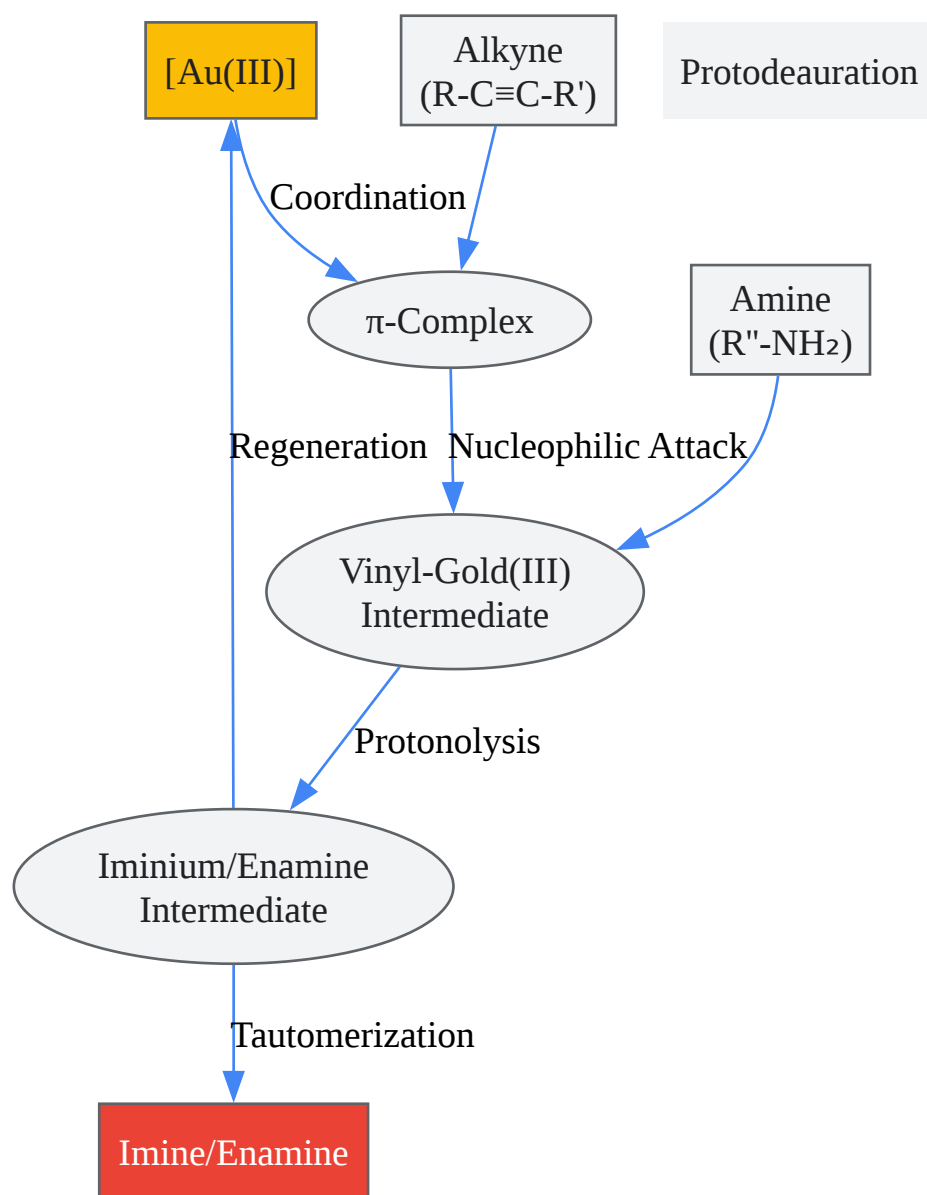 [Au(III)]
Alkyne
(R-C≡C-R')
Protodeauration
Coordination
π-Complex
Amine
(R"-NH₂)
Regeneration
Nucleophilic Attack
Vinyl-Gold(III)
Intermediate
Protonolysis
Iminium/Enamine
Intermediate
Tautomerization
Imine/Enamine